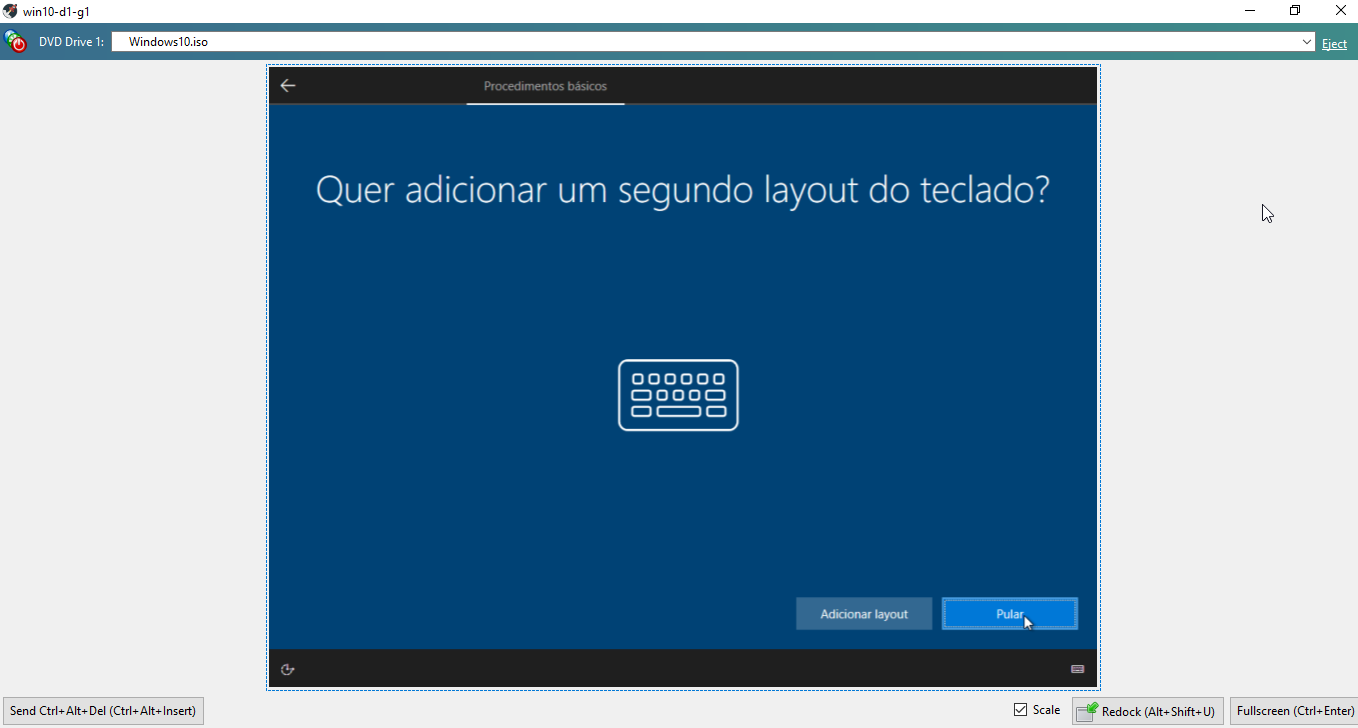 win10-d1-g1
DVD Drive 1: Windows10.iso Eject
Procedimentos básicos
Quer adicionar um segundo layout do teclado?
Adicionar layout Pular
Send Ctrl+Alt+Del (Ctrl+Alt+Insert) Scale Redock (Alt+Shift+U) Fullscreen (Ctrl+Enter)